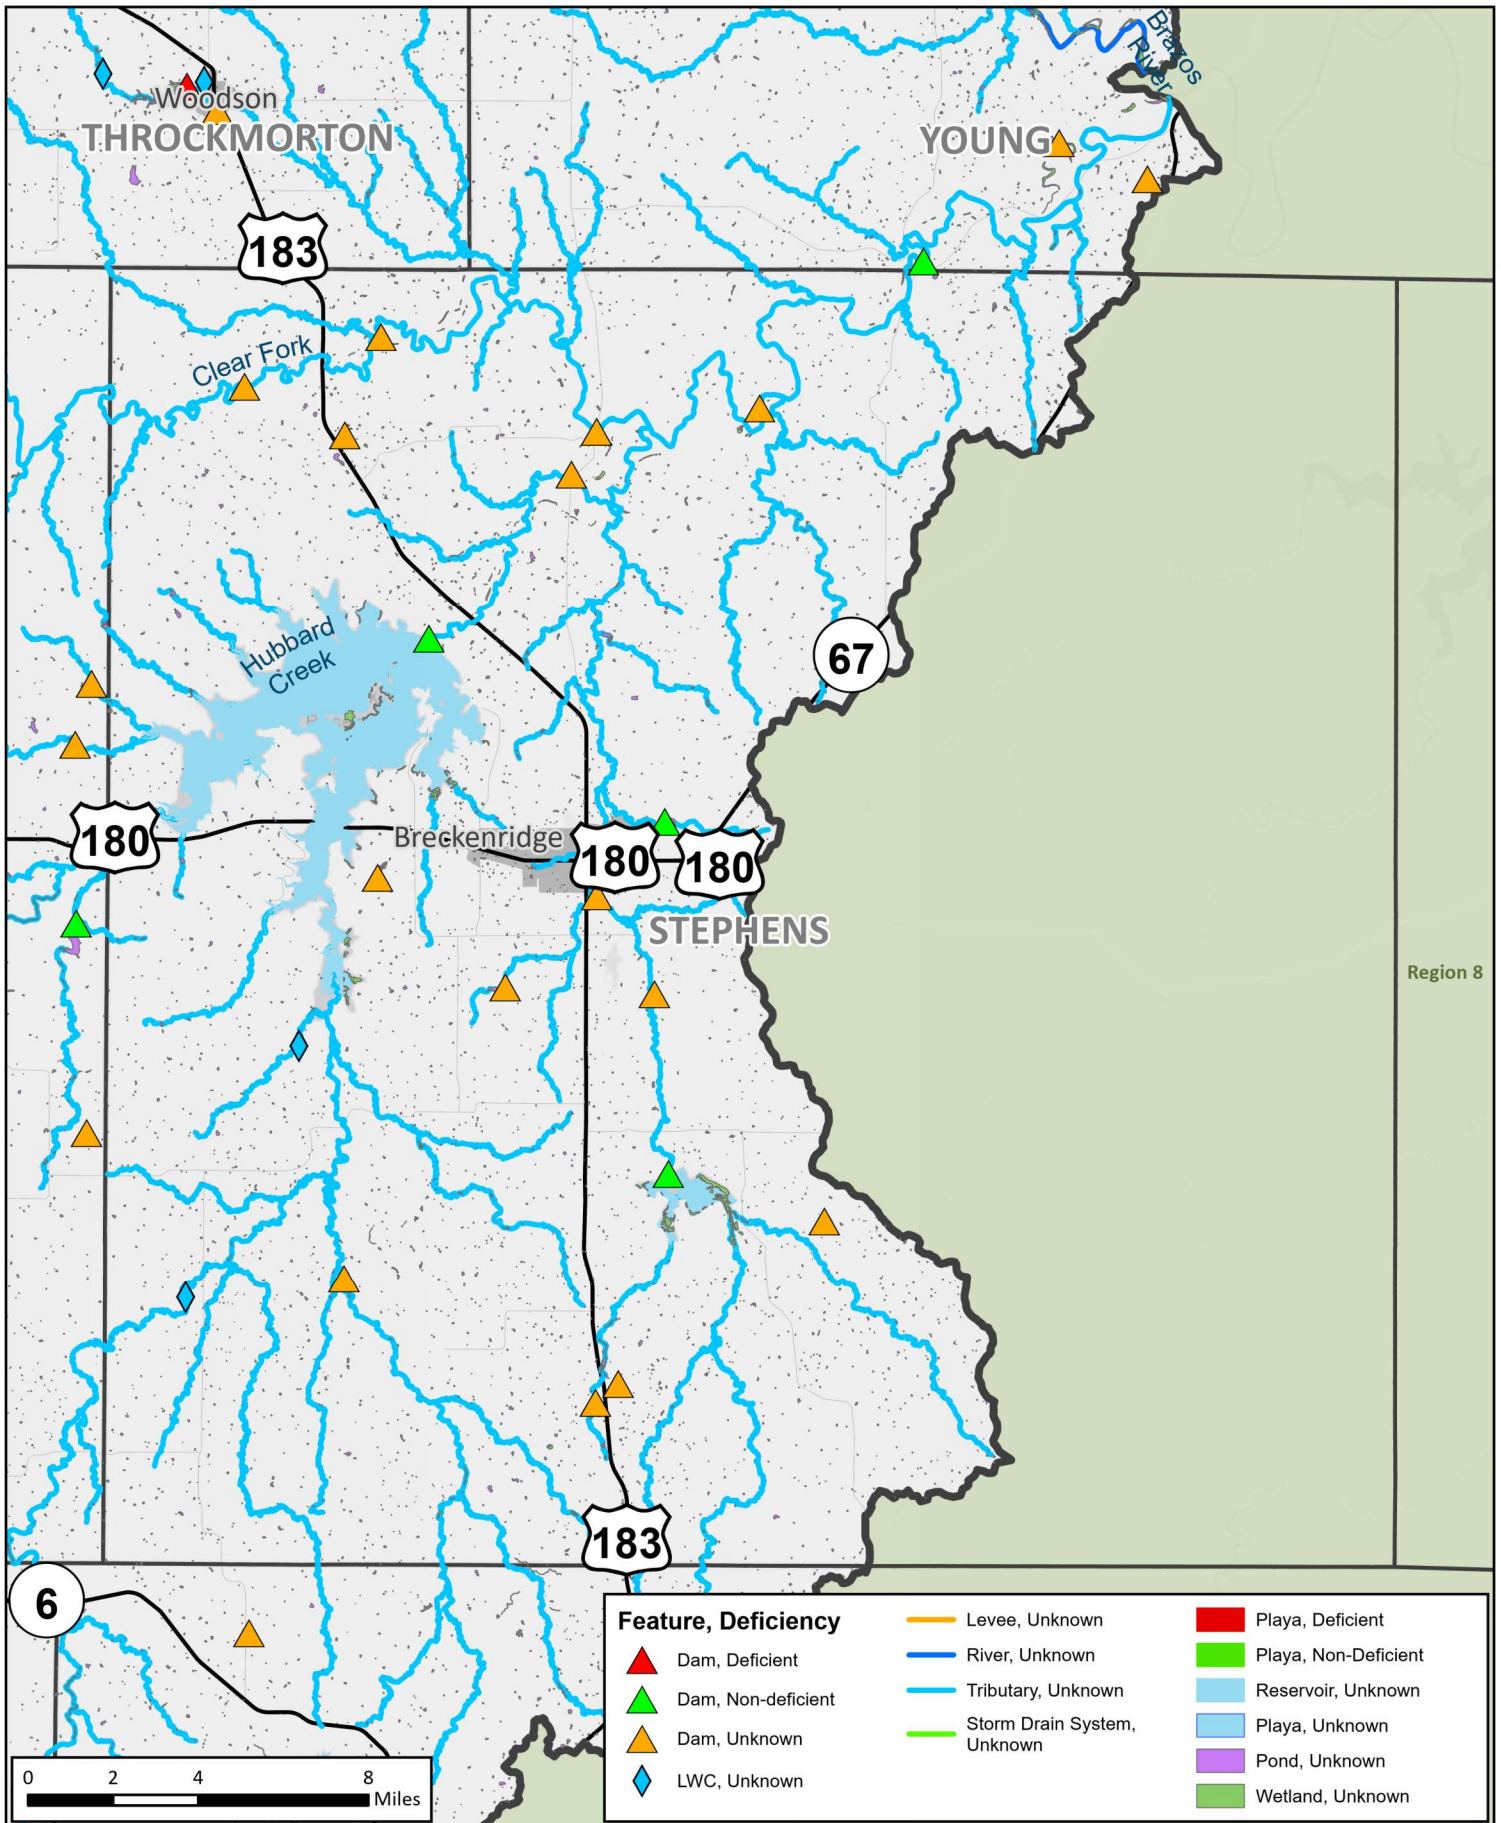 Brazos
River
Woodson
THROCKMORTON
YOUNG
183
Clear Fork
Hubbard
Creek
67
180
Breckenridge
180
180
STEPHENS
Region 8
183
6
Feature, Deficiency
Dam, Deficient
Dam, Non-deficient
Dam, Unknown
LWC, Unknown
Levee, Unknown
River, Unknown
Tributary, Unknown
Storm Drain System,
Unknown
Playa, Deficient
Playa, Non-Deficient
Reservoir, Unknown
Playa, Unknown
Pond, Unknown
Wetland, Unknown
0 2 4 8
Miles